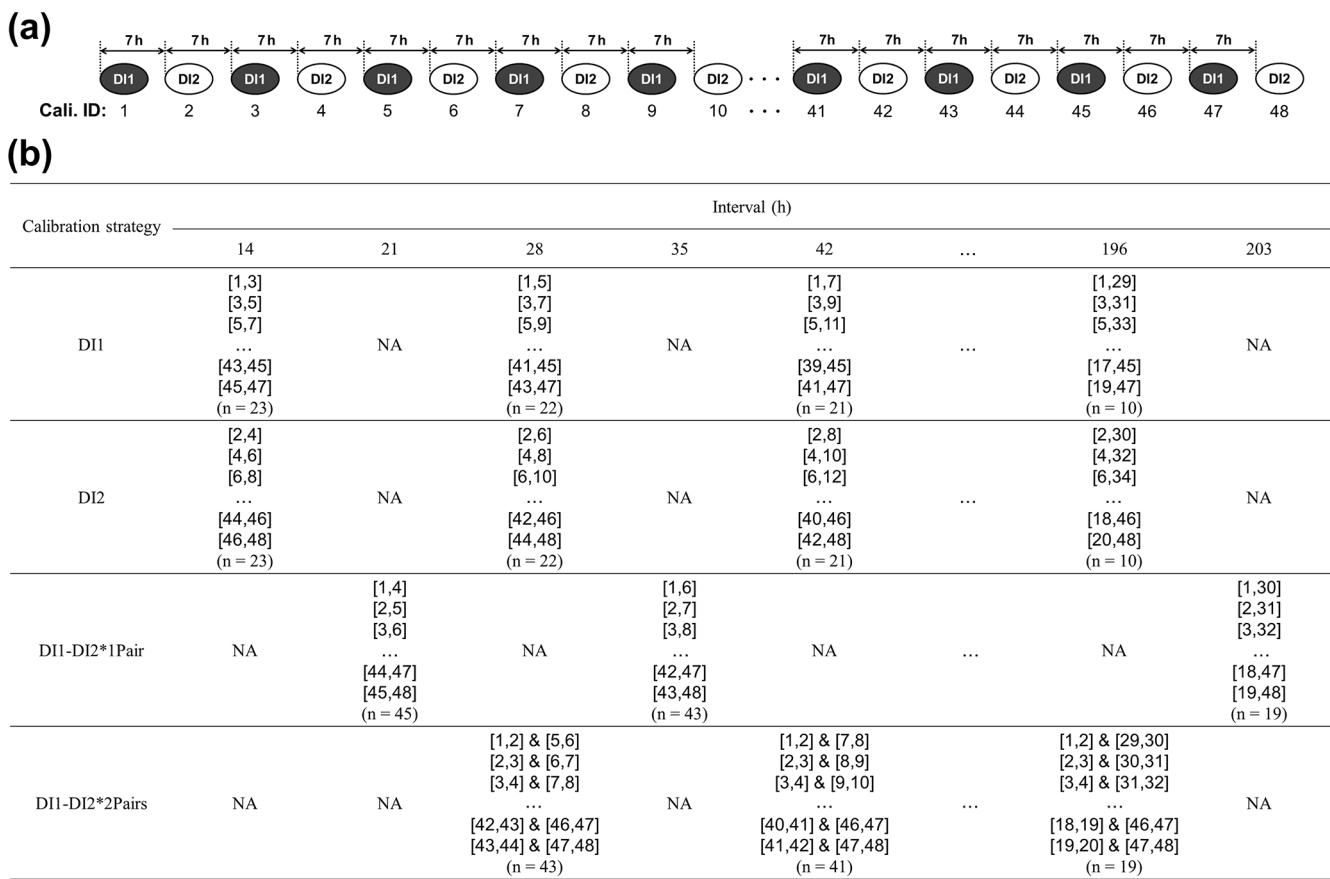 (a)
7 h 7 h 7 h 7 h 7 h 7 h 7 h 7 h 7 h 7h 7h 7h 7h 7h 7h 7h
DI1 DI2 DI1 DI2 DI1 DI2 DI1 DI2 DI1 DI2 · · · DI1 DI2 DI1 DI2 DI1 DI2 DI1 DI2
Cali. ID: 1 2 3 4 5 6 7 8 9 10 · · · 41 42 43 44 45 46 47 48
(b)
Calibration strategy
Interval (h)
14 21 28 35 42 … 196 203
[1,3] [1,5] [1,7] [1,29]
[3,5] [3,7] [3,9] [3,31]
[5,7] [5,9] [5,11] [5,33]
DI1 … NA … NA … … … NA
[43,45] [41,45] [39,45] [17,45]
[45,47] [43,47] [41,47] [19,47]
(n = 23) (n = 22) (n = 21) (n = 10)
[2,4] [2,6] [2,8] [2,30]
[4,6] [4,8] [4,10] [4,32]
[6,8] [6,10] [6,12] [6,34]
DI2 … NA … NA … … … NA
[44,46] [42,46] [40,46] [18,46]
[46,48] [44,48] [42,48] [20,48]
(n = 23) (n = 22) (n = 21) (n = 10)
[1,4] [1,6] [1,30]
[2,5] [2,7] [2,31]
[3,6] [3,8] [3,32]
DI1-DI2*1Pair NA … NA … NA … NA …
[44,47] [42,47] [18,47]
[45,48] [43,48] [19,48]
(n = 45) (n = 43) (n = 19)
[1,2] & [5,6] [1,2] & [7,8] [1,2] & [29,30]
[2,3] & [6,7] [2,3] & [8,9] [2,3] & [30,31]
[3,4] & [7,8] [3,4] & [9,10] [3,4] & [31,32]
DI1-DI2*2Pairs NA NA … NA … … … NA
[42,43] & [46,47] [40,41] & [46,47] [18,19] & [46,47]
[43,44] & [47,48] [41,42] & [47,48] [19,20] & [47,48]
(n = 43) (n = 41) (n = 19)